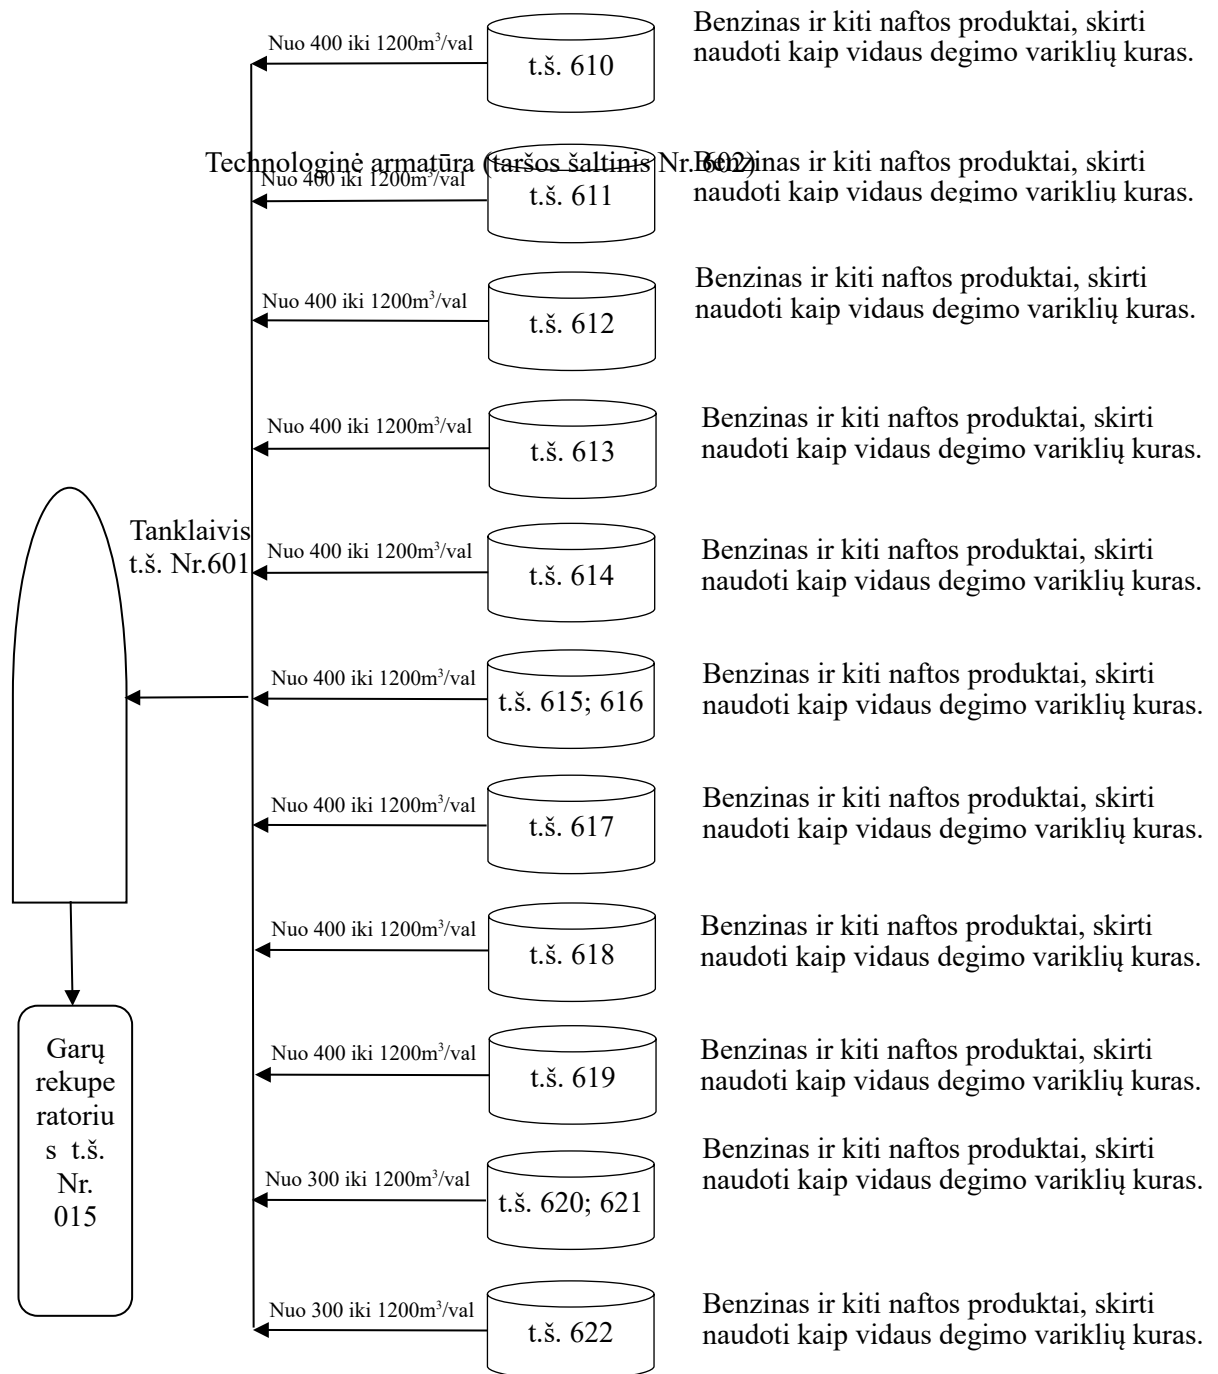 Nuo 400 iki 1200m³/val
t.š. 610
Benzinas ir kiti naftos produktai, skirti
naudoti kaip vidaus degimo variklių kuras.
Technologinė armatūra (taršos šaltinis Nr. 602)
Nuo 400 iki 1200m³/val
t.š. 611
Benzinas ir kiti naftos produktai, skirti
naudoti kaip vidaus degimo variklių kuras.
Nuo 400 iki 1200m³/val
t.š. 612
Benzinas ir kiti naftos produktai, skirti
naudoti kaip vidaus degimo variklių kuras.
Nuo 400 iki 1200m³/val
t.š. 613
Benzinas ir kiti naftos produktai, skirti
naudoti kaip vidaus degimo variklių kuras.
Tanklaivis
t.š. Nr.601
Nuo 400 iki 1200m³/val
t.š. 614
Benzinas ir kiti naftos produktai, skirti
naudoti kaip vidaus degimo variklių kuras.
Nuo 400 iki 1200m³/val
t.š. 615; 616
Benzinas ir kiti naftos produktai, skirti
naudoti kaip vidaus degimo variklių kuras.
Nuo 400 iki 1200m³/val
t.š. 617
Benzinas ir kiti naftos produktai, skirti
naudoti kaip vidaus degimo variklių kuras.
Nuo 400 iki 1200m³/val
t.š. 618
Benzinas ir kiti naftos produktai, skirti
naudoti kaip vidaus degimo variklių kuras.
Garų
rekupe
ratoriu
s t.š.
Nr.
015
Nuo 400 iki 1200m³/val
t.š. 619
Benzinas ir kiti naftos produktai, skirti
naudoti kaip vidaus degimo variklių kuras.
Nuo 300 iki 1200m³/val
t.š. 620; 621
Benzinas ir kiti naftos produktai, skirti
naudoti kaip vidaus degimo variklių kuras.
Nuo 300 iki 1200m³/val
t.š. 622
Benzinas ir kiti naftos produktai, skirti
naudoti kaip vidaus degimo variklių kuras.